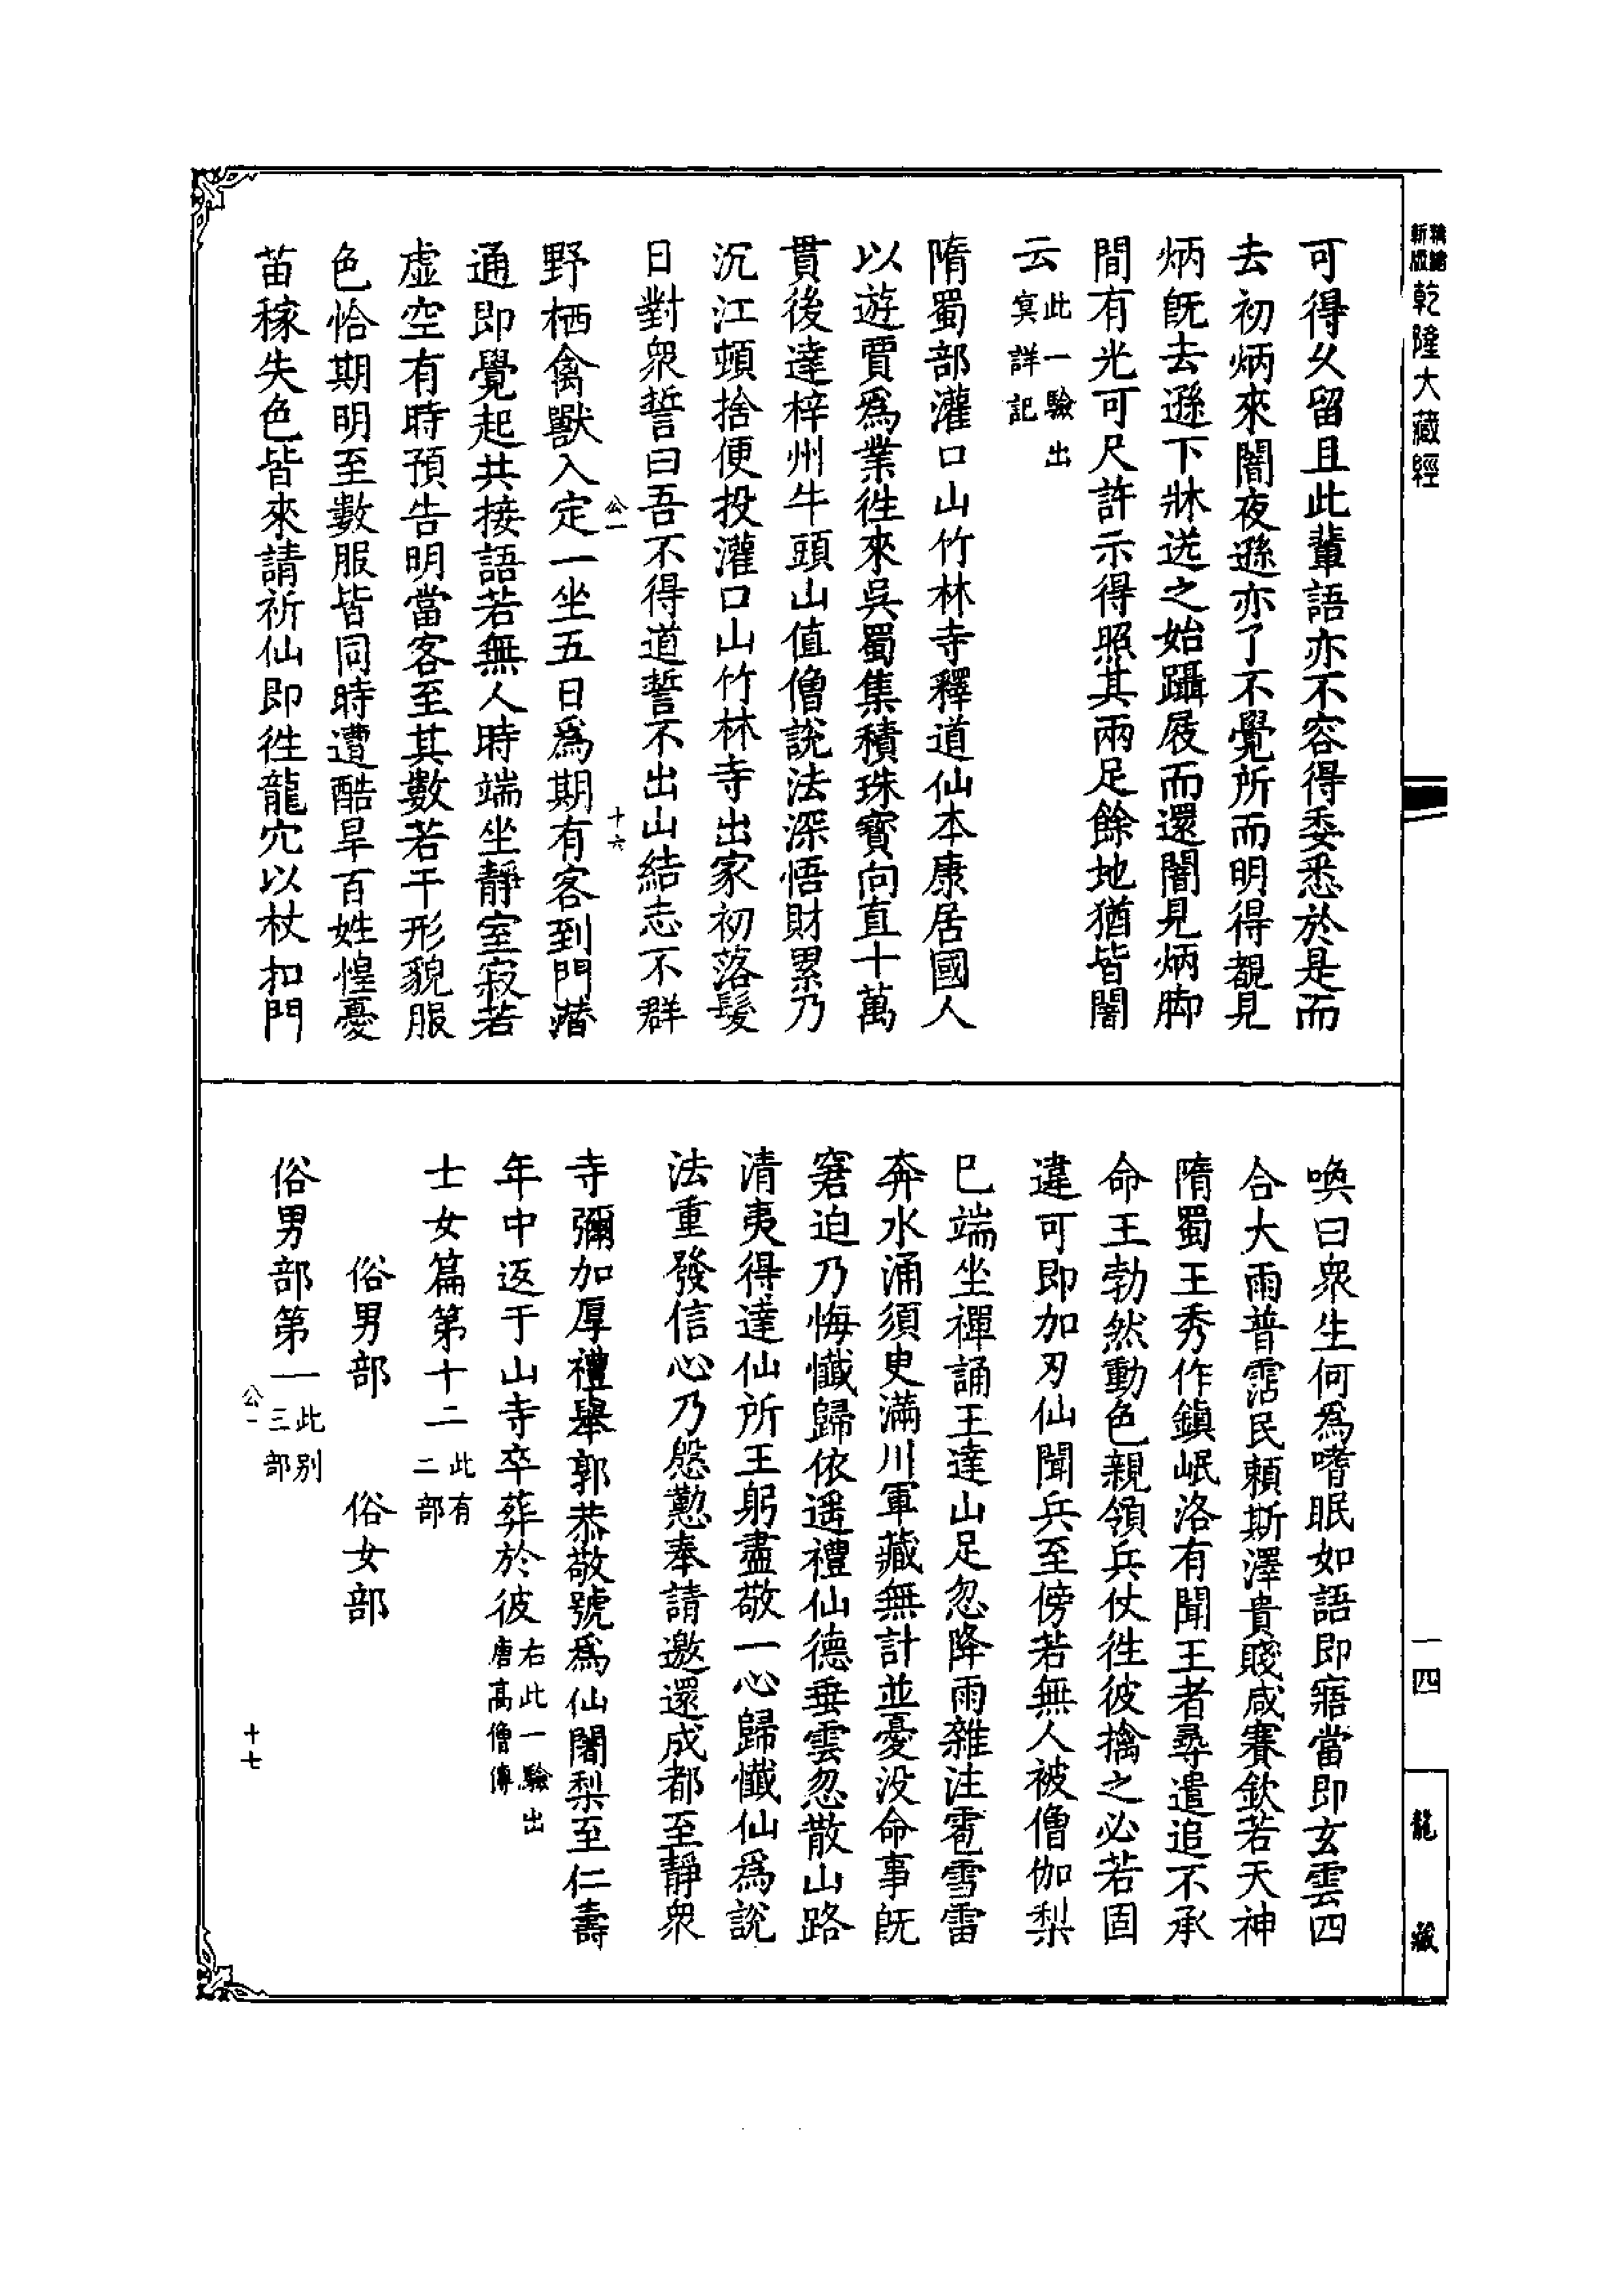 精繕新版乾隆大藏經
可得乆留且此輩語亦不容得委悉於是而
去初炳來闇夜遜亦了不覺所而明得覩見
炳旣去遜下牀送之始躡屐而還闇見炳脚
間有光可尺許示得照其兩足餘地猶皆闇
云此一驗出冥詳記
隋蜀部灌口山竹林寺釋道仙本康居國人
以遊賈爲業徃來吳蜀集積珠寳向直十萬
貫後達梓州牛頭山值僧說法深悟財累乃
沉江頓捨便投灌口山竹林寺出家初落髮
日對衆誓曰吾不得道誓不出山結志不群
公一
十六
野栖禽獸入定一坐五日爲期有客到門潛
通即覺起共接語若無人時端坐靜室寂若
虛空有時預告明當客至其數若干形貌服
色恰期明至數服皆同時遭酷旱百姓惶憂
苗稼失色皆來請祈仙即徃龍穴以杖扣門
喚曰衆生何爲嗜眠如語即寤當即玄雲四
合大雨普霑民賴斯澤貴賤咸賽欽若天神
隋蜀王秀作鎮岷洛有聞王者尋遣追不承
命王勃然動色親領兵仗徃彼擒之必若固
違可即加刃仙聞兵至傍若無人被僧伽梨
巳端坐禪誦王達山足忽降雨雜注雹雪雷
奔水涌須臾滿川軍藏無計並憂没命事旣
窘迫乃悔懺歸依遥禮仙德垂雲忽散山路
清夷得達仙所王躬盡敬一心歸懺仙爲說
法重發信心乃慇懃奉請邀還成都至靜衆
寺彌加厚禮舉郭恭敬號爲仙闍梨至仁壽
年中返于山寺卒葬於彼右此一驗出唐高僧傳
士女篇第十二此有二部
俗男部 俗女部
俗男部第一此别三部
公一
十七
一四
龍藏